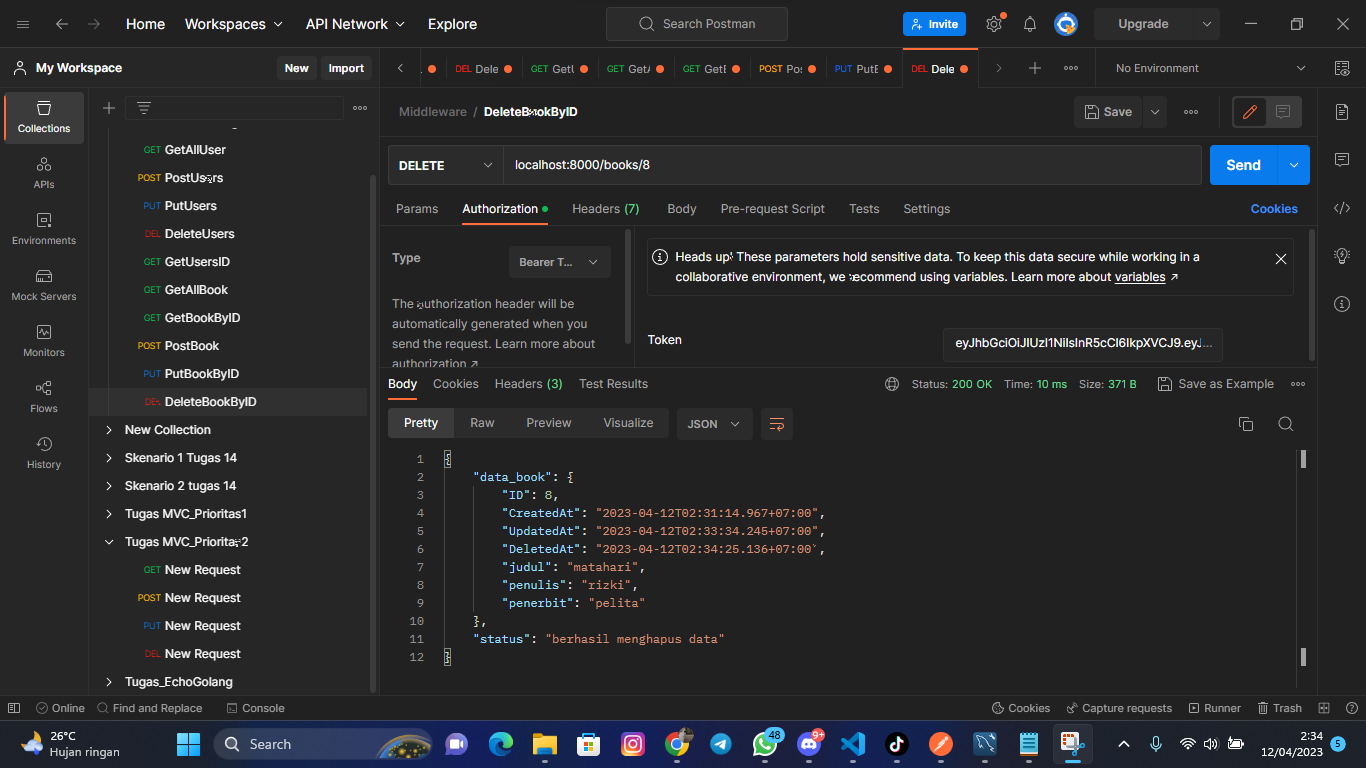 Home
Workspaces
API Network
Explore
Search Postman
Invite
Upgrade
My Workspace
New
Import
Dele
GetU
GetA
GetE
Pos
PutE
DEL Dele
No Environment
Collections
APIs
Environments
Mock Servers
Monitors
Flows
History
GET GetAllUser
POST PostUsers
PUT PutUsers
DEL DeleteUsers
GET GetUsersID
GET GetAllBook
GET GetBookByID
POST PostBook
PUT PutBookByID
DEL DeleteBookByID
New Collection
Skenario 1 Tugas 14
Skenario 2 tugas 14
Tugas MVC_Prioritas1
Tugas MVC_Prioritas2
GET New Request
POST New Request
PUT New Request
DEL New Request
Tugas_EchoGolang
Middleware / DeleteBookByID
Save
DELETE
localhost:8000/books/8
Send
Params
Authorization
Headers (7)
Body
Pre-request Script
Tests
Settings
Cookies
Type
Bearer T...
The authorization header will be
automatically generated when you
send the request. Learn more about
authorization ↗
Heads up! These parameters hold sensitive data. To keep this data secure while working in a
collaborative environment, we recommend using variables. Learn more about variables ↗
Token
Body
Cookies
Headers (3)
Test Results
Status: 200 OK
Time: 10 ms
Size: 371 B
Save as Example
Pretty
Raw
Preview
Visualize
JSON
1 {
2 "data_book": {
3 "ID": 8,
4 "CreatedAt": "2023-04-12T02:31:14.967+07:00",
5 "UpdatedAt": "2023-04-12T02:33:34.245+07:00",
6 "DeletedAt": "2023-04-12T02:34:25.136+07:00",
7 "judul": "matahari",
8 "penulis": "rizki",
9 "penerbit": "pelita"
10 },
11 "status": "berhasil menghapus data"
12 }
Online
Find and Replace
Console
Cookies
Capture requests
Runner
Trash
26°C
Hujan ringan
Search
48
9+
2:34
12/04/2023
5